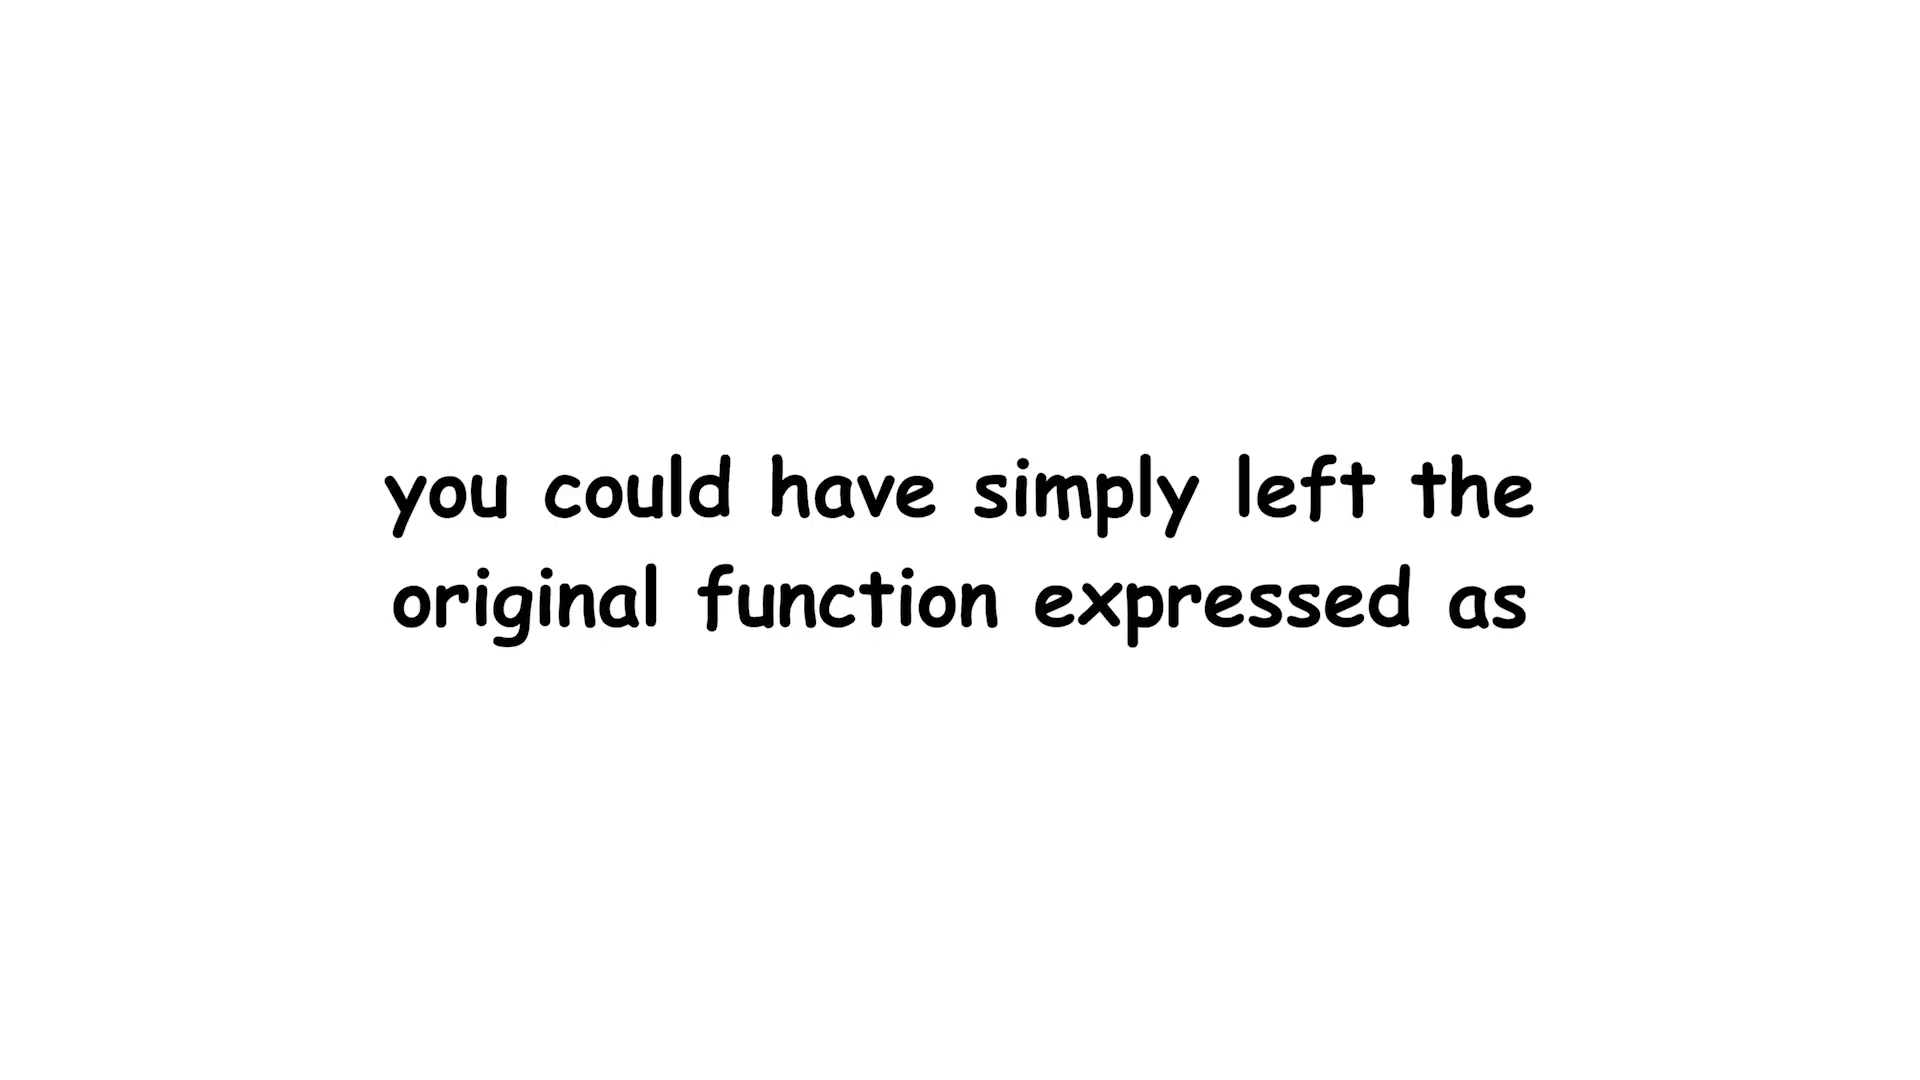 you could have simply left the
original function expressed as